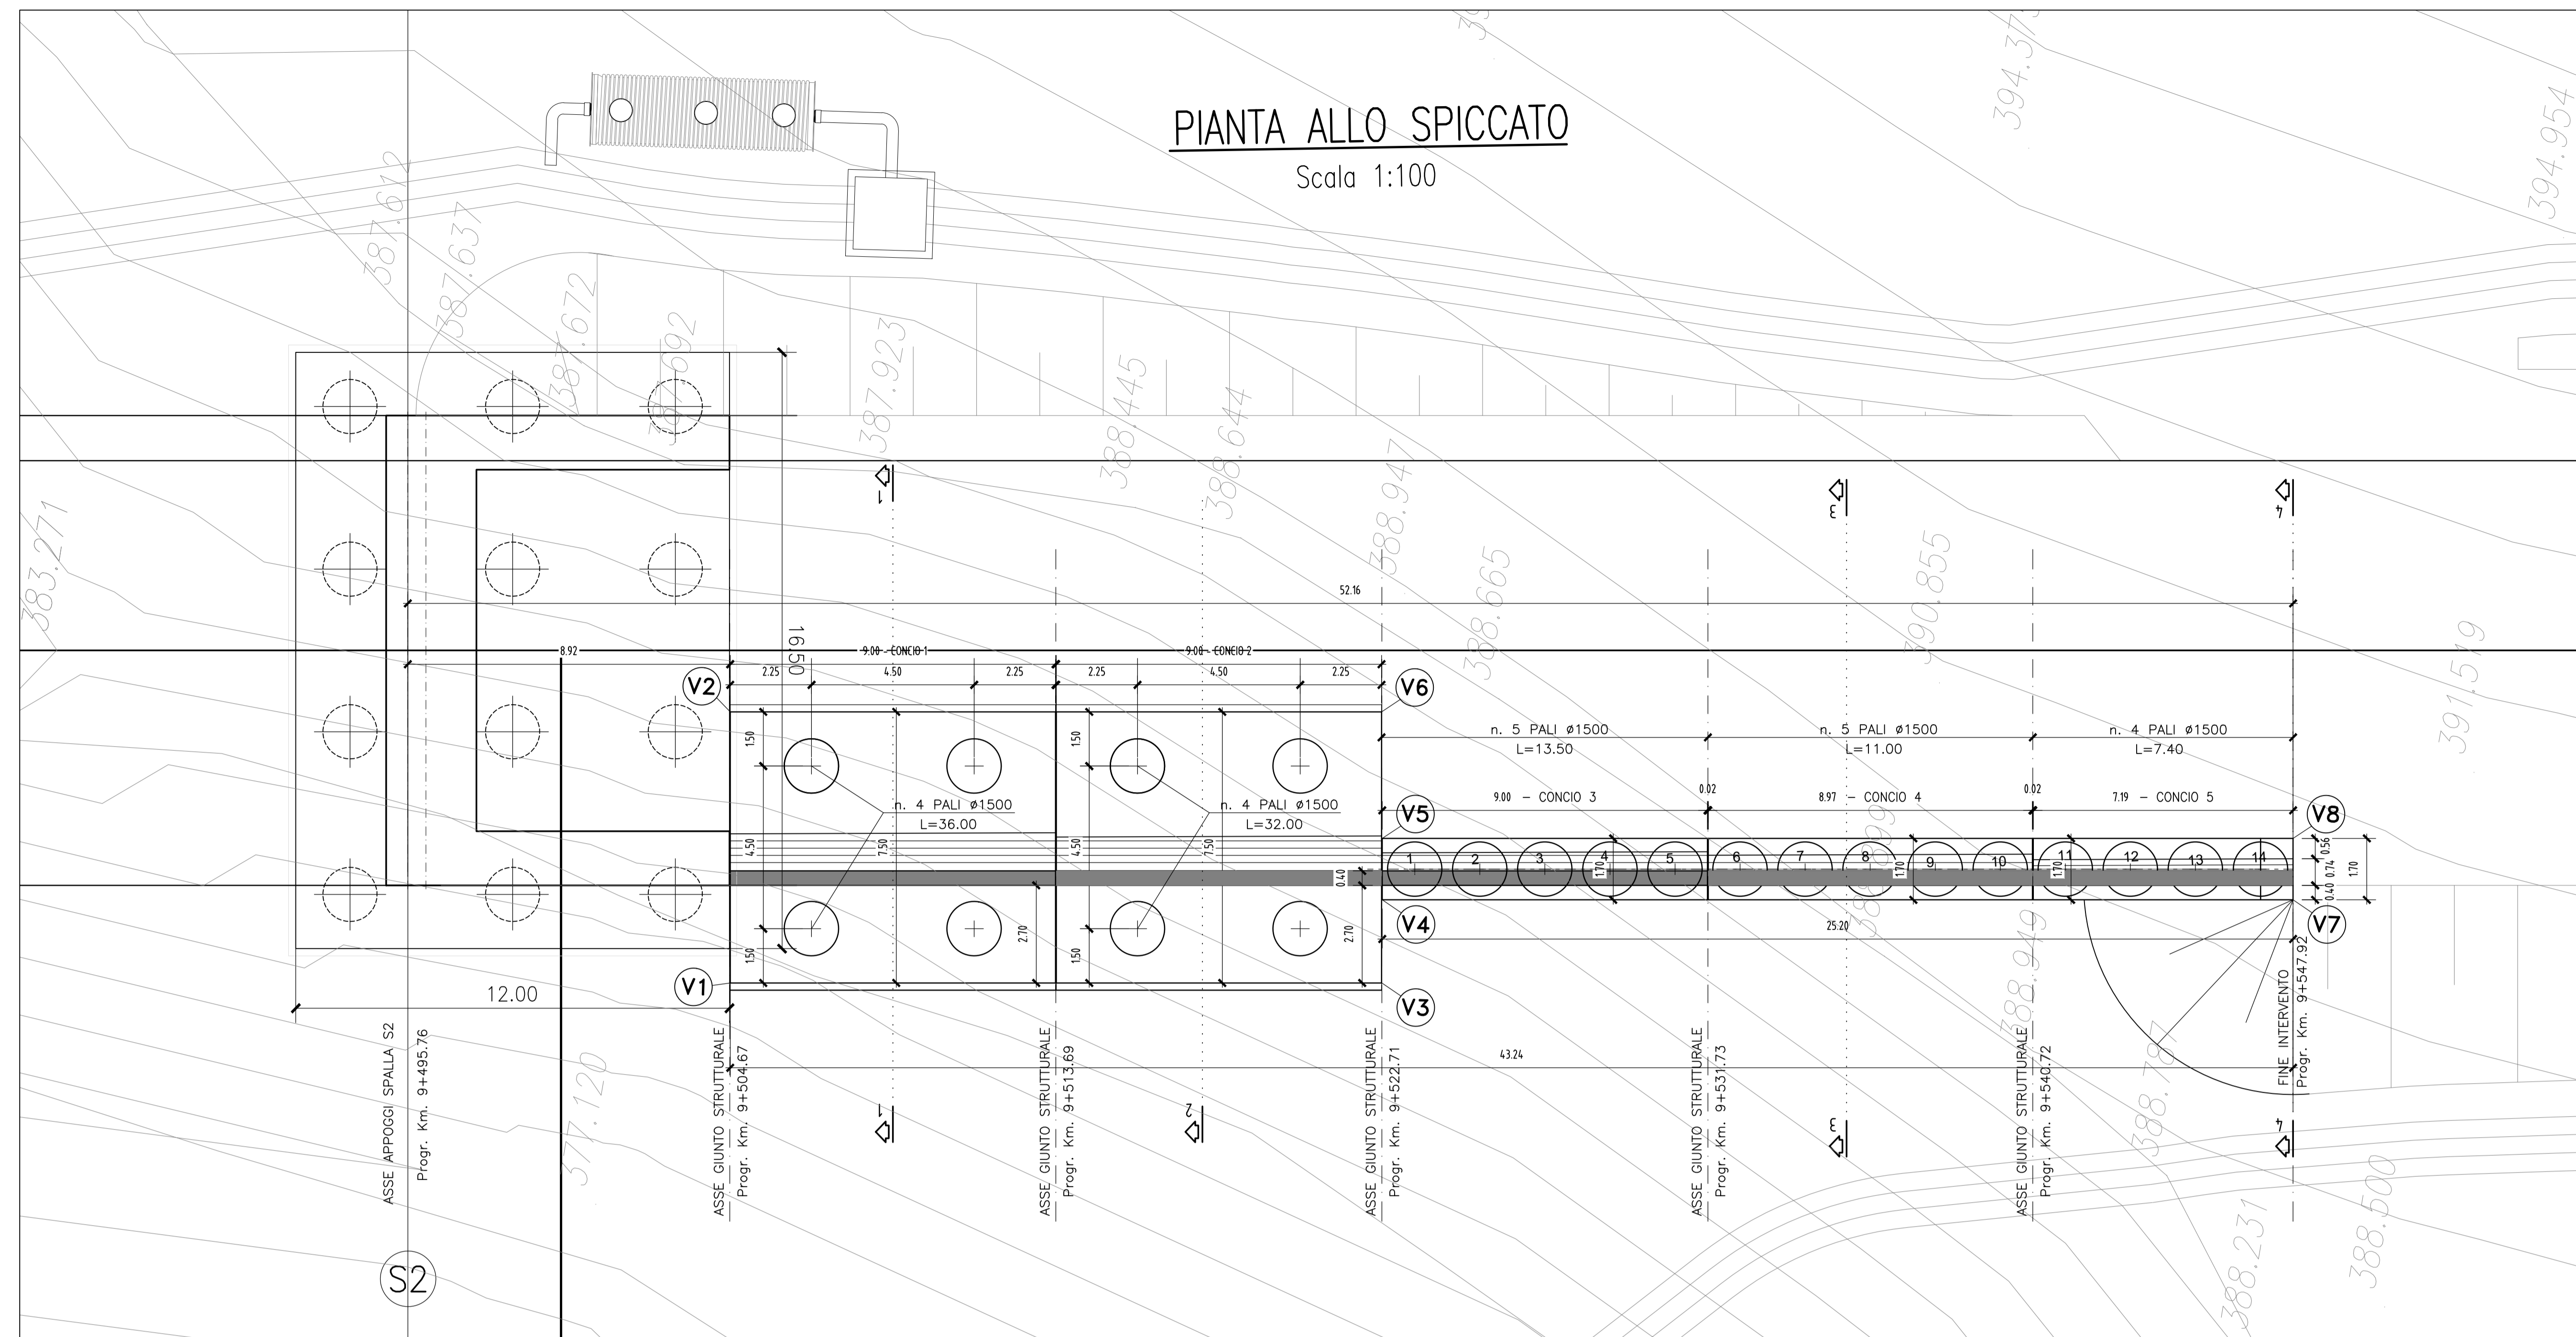 PIANTA ALLO SPICCATO
Scala 1:100
394.954
387.612
387.637
387.672
387.923
388.445
388.644
388.947
383.271
388.665
390.855
391.519
1
3
4
52.16
16.50
8.92
9.00 - CONCIO 1
9.00 - CONCIO 2
2.25
4.50
2.25
2.25
4.50
2.25
V2
V6
n. 5 PALI ø1500
L=13.50
n. 5 PALI ø1500
L=11.00
n. 4 PALI ø1500
L=7.40
1.50
1.50
n. 4 PALI ø1500
L=36.00
n. 4 PALI ø1500
L=32.00
9.00 - CONCIO 3
0.02
8.97 - CONCIO 4
0.02
7.19 - CONCIO 5
V5
V8
4.50
7.50
4.50
7.50
0.40
1
2
3
4
5
6
7
8
9
10
11
12
13
14
1.70
1.70
1.70
0.56
0.74
0.40
1.70
V4
V7
25.20
2.70
2.70
1.50
1.50
V1
V3
12.00
43.24
ASSE APPOGGI SPALLA S2
Progr. Km. 9+495.76
ASSE GIUNTO STRUTTURALE
Progr. Km. 9+504.67
ASSE GIUNTO STRUTTURALE
Progr. Km. 9+513.69
ASSE GIUNTO STRUTTURALE
Progr. Km. 9+522.71
ASSE GIUNTO STRUTTURALE
Progr. Km. 9+531.73
ASSE GIUNTO STRUTTURALE
Progr. Km. 9+540.72
FINE INTERVENTO
Progr. Km. 9+547.92
388.949
388.787
377.120
388.231
388.500
1
2
3
4
S2